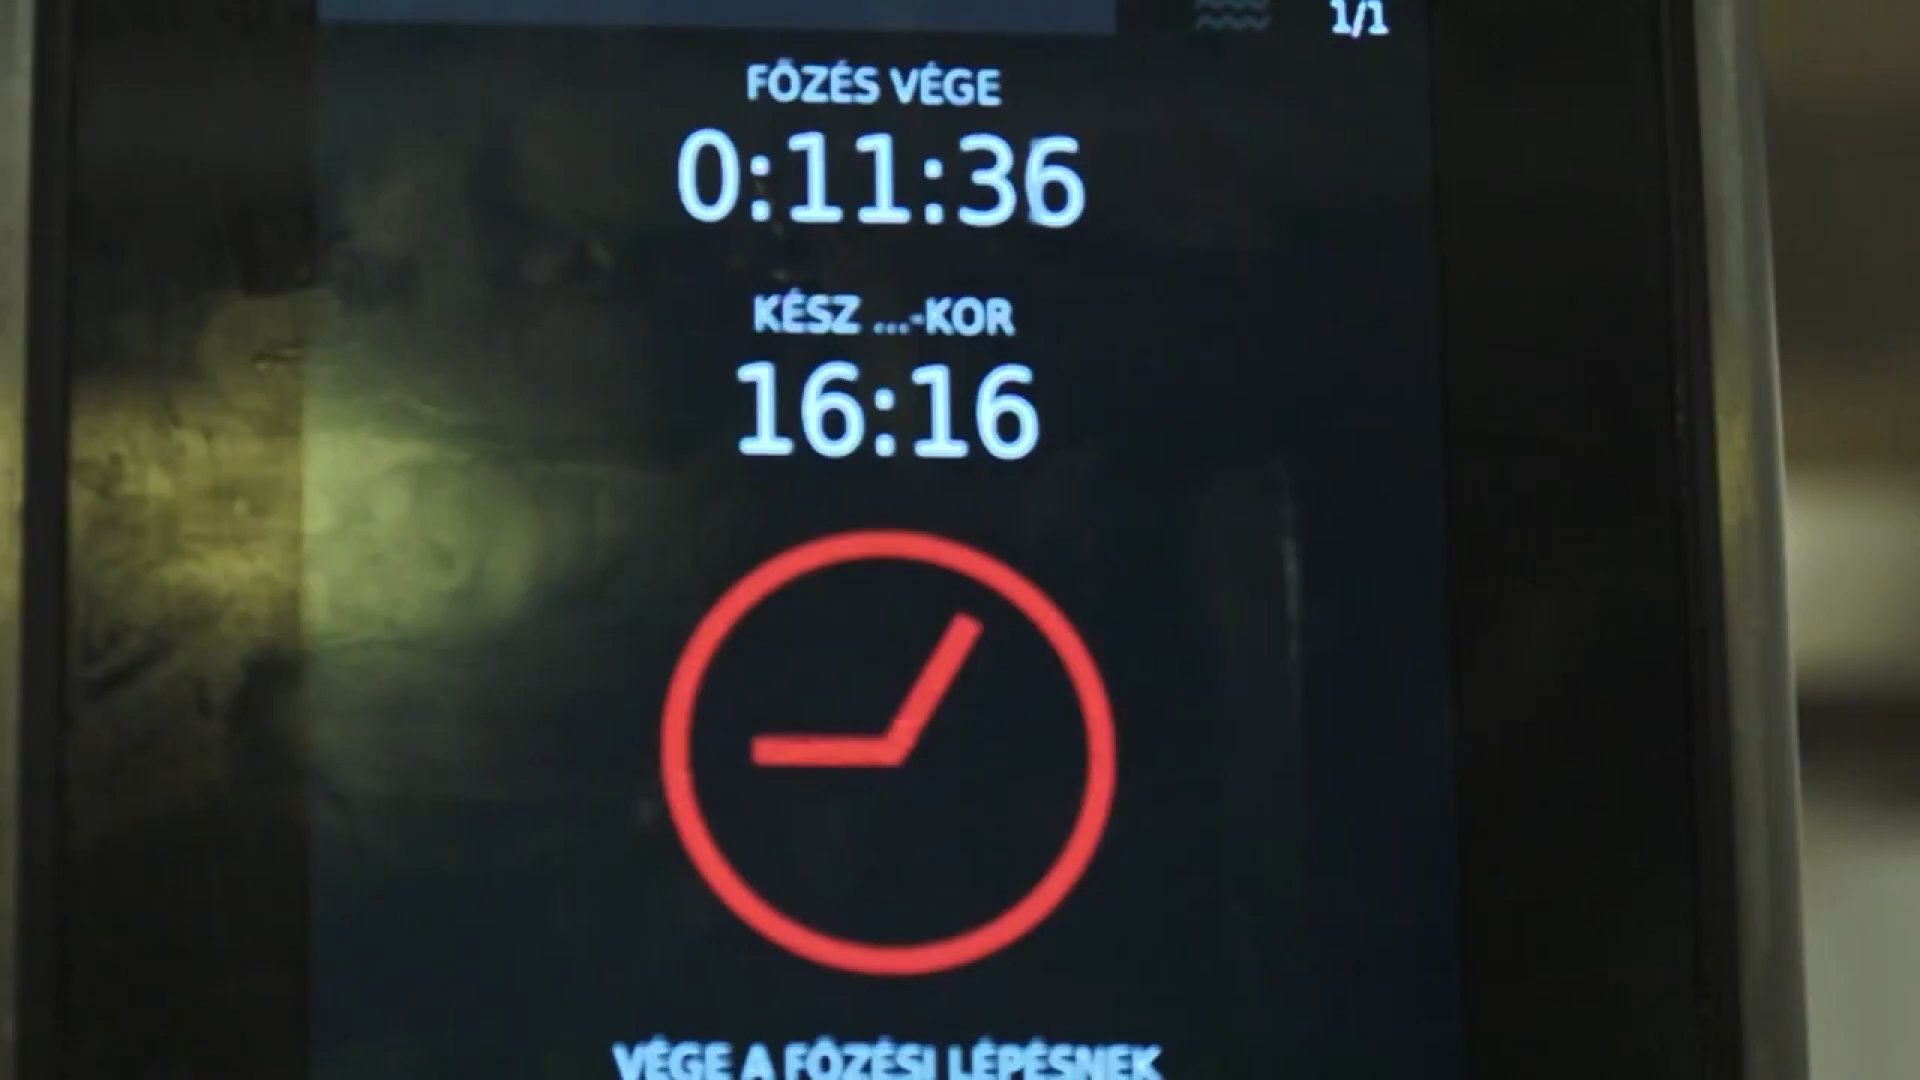 1/1
FŐZÉS VÉGE
0:11:36
KÉSZ ...-KOR
16:16
VÉGE A FŐZÉSI LÉPÉSNEK